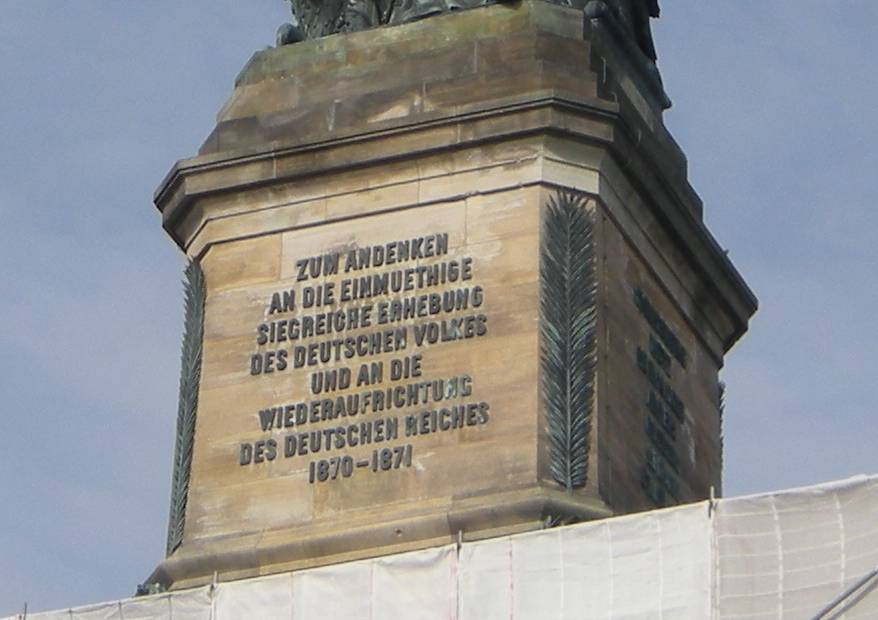 ZUM ANDENKEN
AN DIE EINMUETHIGE
SIEGREICHE ERHEBUNG
DES DEUTSCHEN VOLKES
UND AN DIE
WIEDERAUFRICHTUNG
DES DEUTSCHEN REICHES
1870–1871